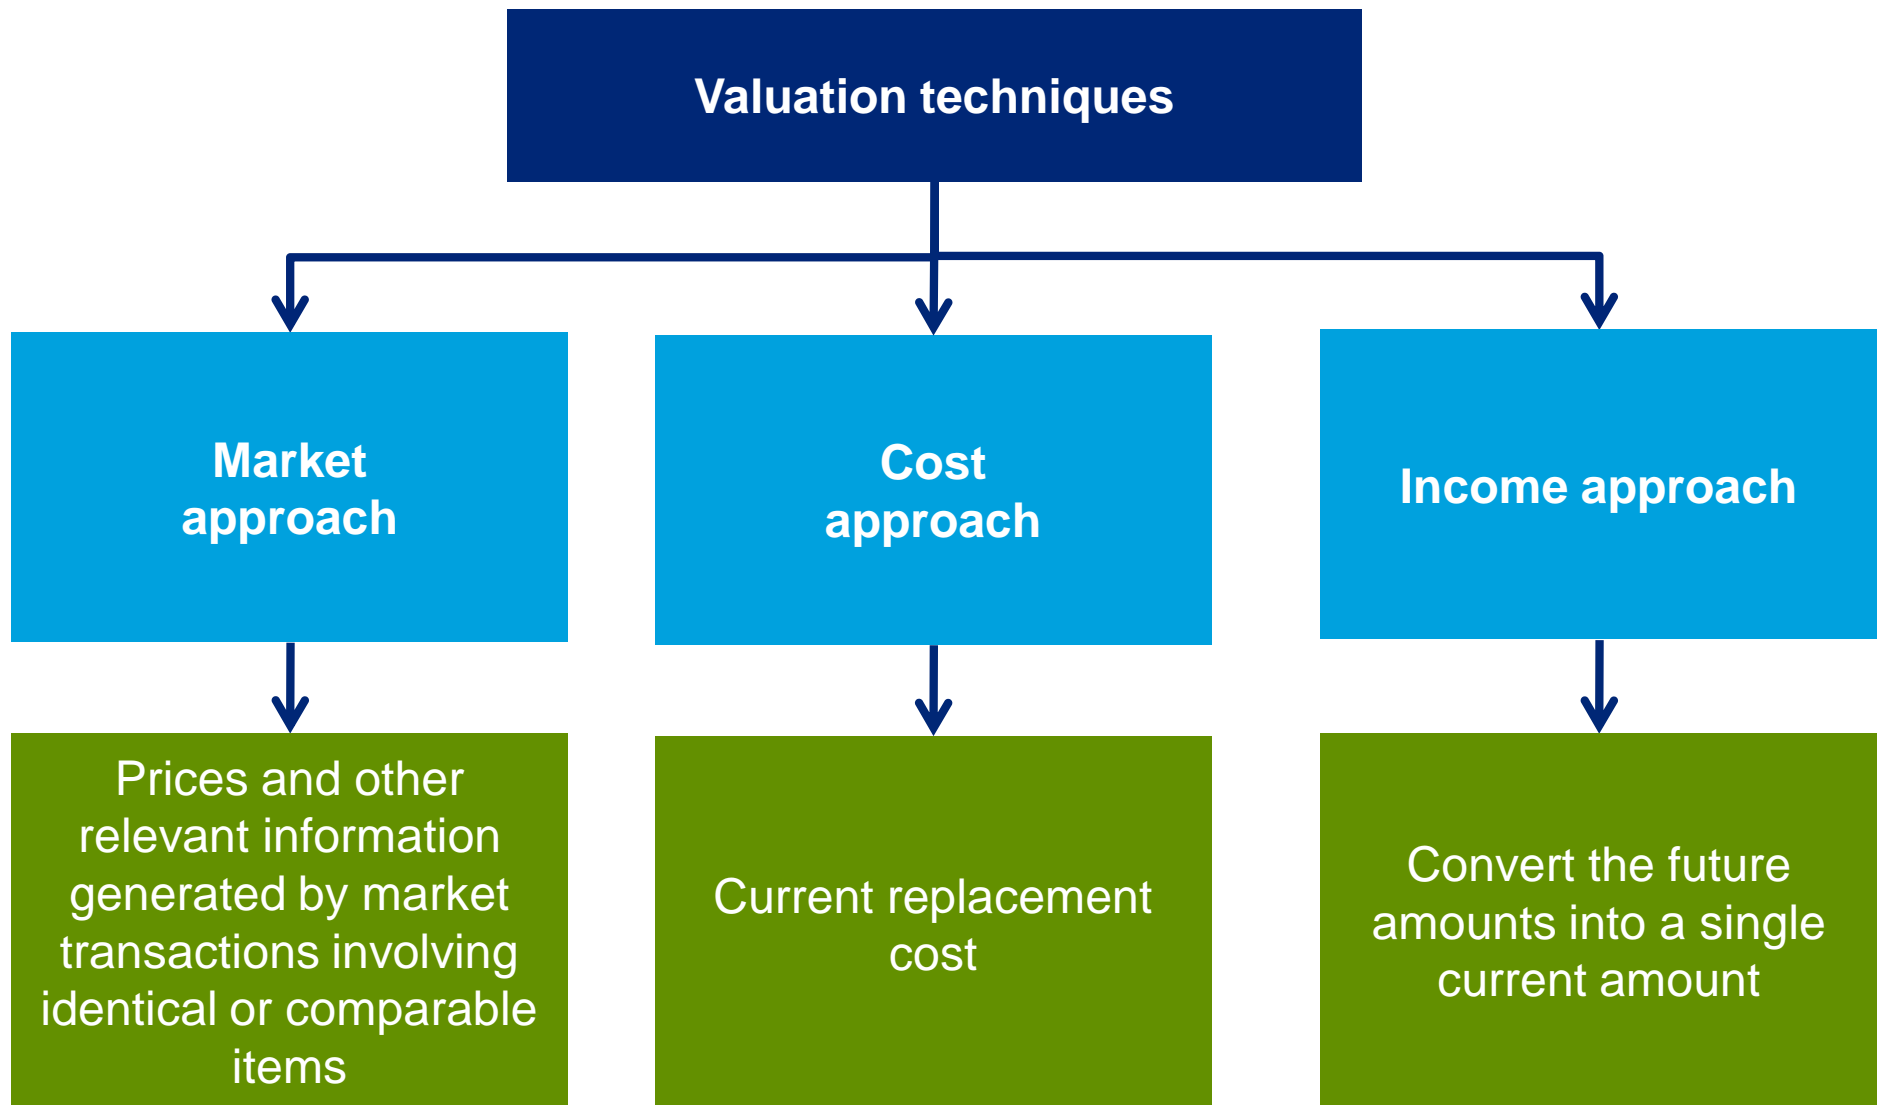 Valuation techniques
Market
approach
Cost
approach
Income approach
Prices and other
relevant information
generated by market
transactions involving
identical or comparable
items
Current replacement
cost
Convert the future
amounts into a single
current amount